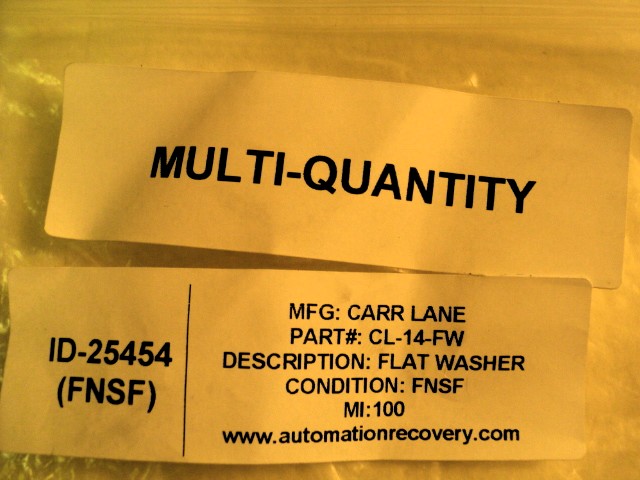 MULTI-QUANTITY
ID-25454
(FNSF)
MFG: CARR LANE
PART#: CL-14-FW
DESCRIPTION: FLAT WASHER
CONDITION: FNSF
MI:100
www.automationrecovery.com